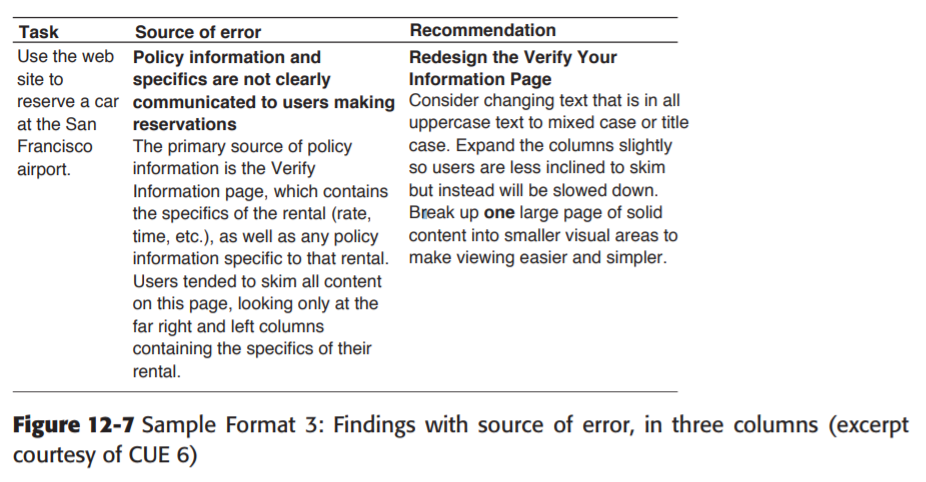 Task
Source of error
Recommendation
Use the web
site to
reserve a car
at the San
Francisco
airport.
Policy information and
specifics are not clearly
communicated to users making
reservations
The primary source of policy
information is the Verify
Information page, which contains
the specifics of the rental (rate,
time, etc.), as well as any policy
information specific to that rental.
Users tended to skim all content
on this page, looking only at the
far right and left columns
containing the specifics of their
rental.
Redesign the Verify Your
Information Page
Consider changing text that is in all
uppercase text to mixed case or title
case. Expand the columns slightly
so users are less inclined to skim
but instead will be slowed down.
Break up one large page of solid
content into smaller visual areas to
make viewing easier and simpler.
Figure 12-7 Sample Format 3: Findings with source of error, in three columns (excerpt
courtesy of CUE 6)